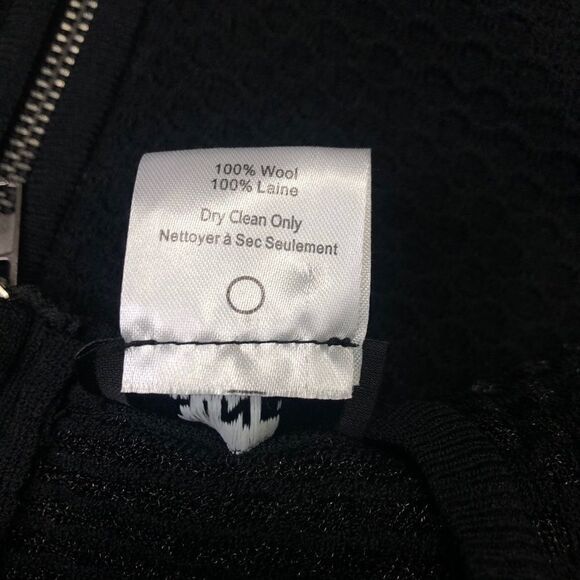 100% Wool
100% Laine
Dry Clean Only
Nettoyer à Sec Seulement